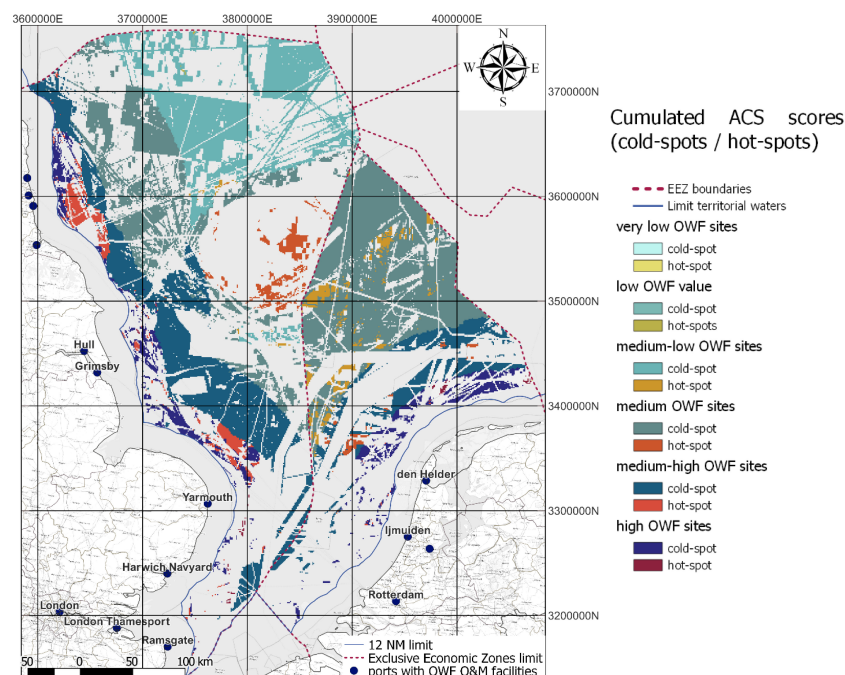 3600000E 3700000E 3800000E 3900000E 4000000E
N
W E
S
3700000N
3600000N
3500000N
3400000N
3300000N
3200000N
Hull
Grimsby
Yarmouth
Harwich Navyard
London
London Thamesport
Ramsgate
den Helder
Ijmuiden
Rotterdam
50 0 50 100 km
12 NM limit
Exclusive Economic Zones limit
ports with OWF O&M facilities
Cumulated ACS scores
(cold-spots / hot-spots)
EEZ boundaries
Limit territorial waters
very low OWF sites
cold-spot
hot-spot
low OWF value
cold-spot
hot-spots
medium-low OWF sites
cold-spot
hot-spot
medium OWF sites
cold-spot
hot-spot
medium-high OWF sites
cold-spot
hot-spot
high OWF sites
cold-spot
hot-spot